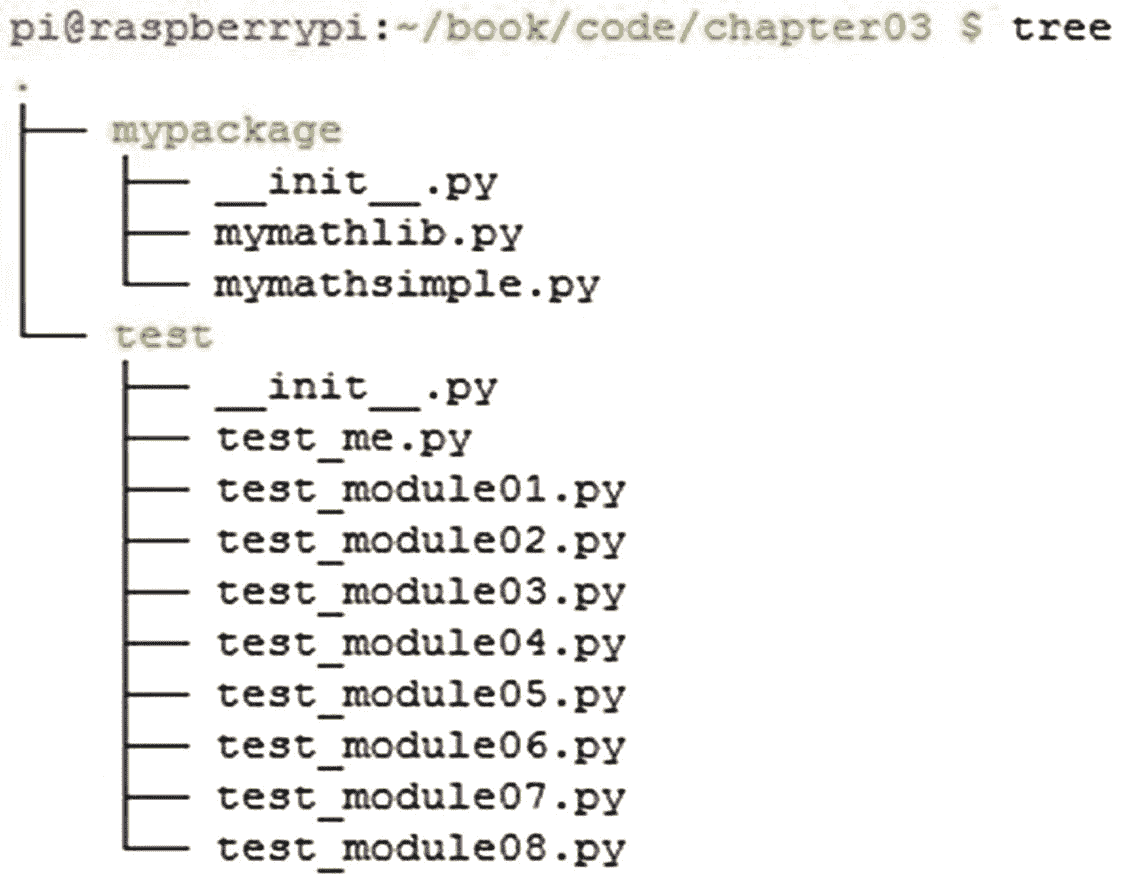 pi@raspberrypi:~/book/code/chapter03 $ tree
.
├── mypackage
│   ├── __init__.py
│   ├── mymathlib.py
│   └── mymathsimple.py
└── test
    ├── __init__.py
    ├── test_me.py
    ├── test_module01.py
    ├── test_module02.py
    ├── test_module03.py
    ├── test_module04.py
    ├── test_module05.py
    ├── test_module06.py
    ├── test_module07.py
    └── test_module08.py